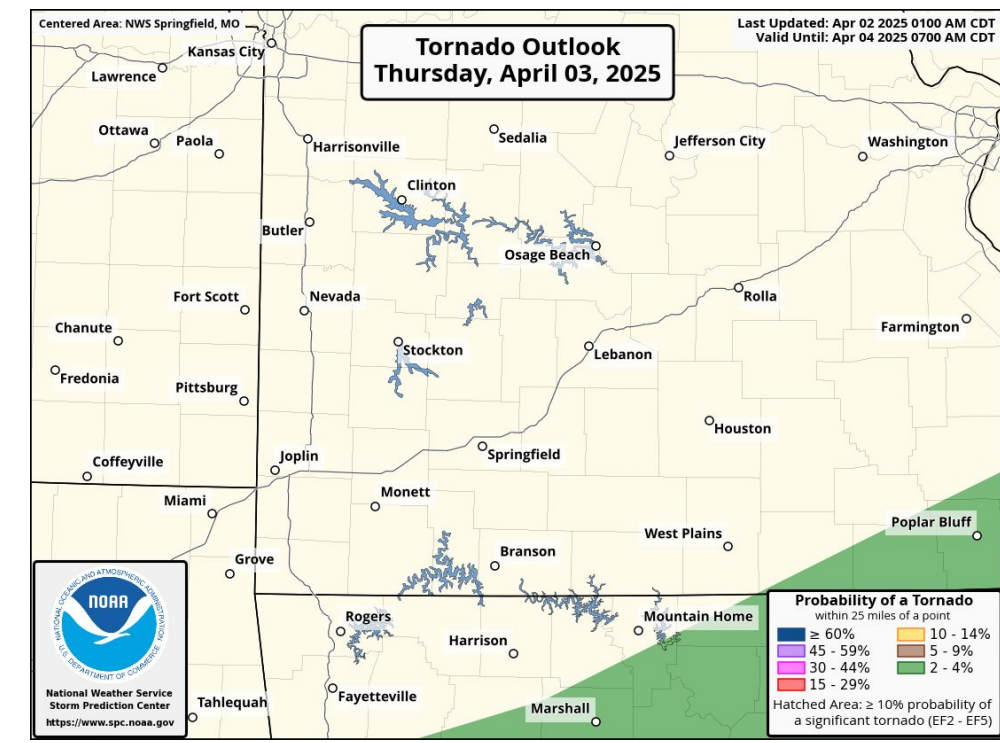 Centered Area: NWS Springfield, MO
Last Updated: Apr 02 2025 0100 AM CDT
Valid Until: Apr 04 2025 0700 AM CDT
Tornado Outlook
Thursday, April 03, 2025
Kansas City
Lawrence
Ottawa
Paola
Harrisonville
Sedalia
Jefferson City
Washington
Clinton
Butler
Osage Beach
Fort Scott
Nevada
Rolla
Chanute
Farmington
Stockton
Lebanon
Fredonia
Pittsburg
Houston
Coffeyville
Joplin
Springfield
Miami
Monett
Poplar Bluff
West Plains
Grove
Branson
Rogers
Mountain Home
Harrison
Fayetteville
Tahlequah
Marshall
NATIONAL OCEANIC AND ATMOSPHERIC ADMINISTRATION
NOAA
U.S. DEPARTMENT OF COMMERCE
National Weather Service
Storm Prediction Center
https://www.spc.noaa.gov
Probability of a Tornado
within 25 miles of a point
≥ 60%
10 - 14%
45 - 59%
5 - 9%
30 - 44%
2 - 4%
15 - 29%
Hatched Area: ≥ 10% probability of
a significant tornado (EF2 - EF5)